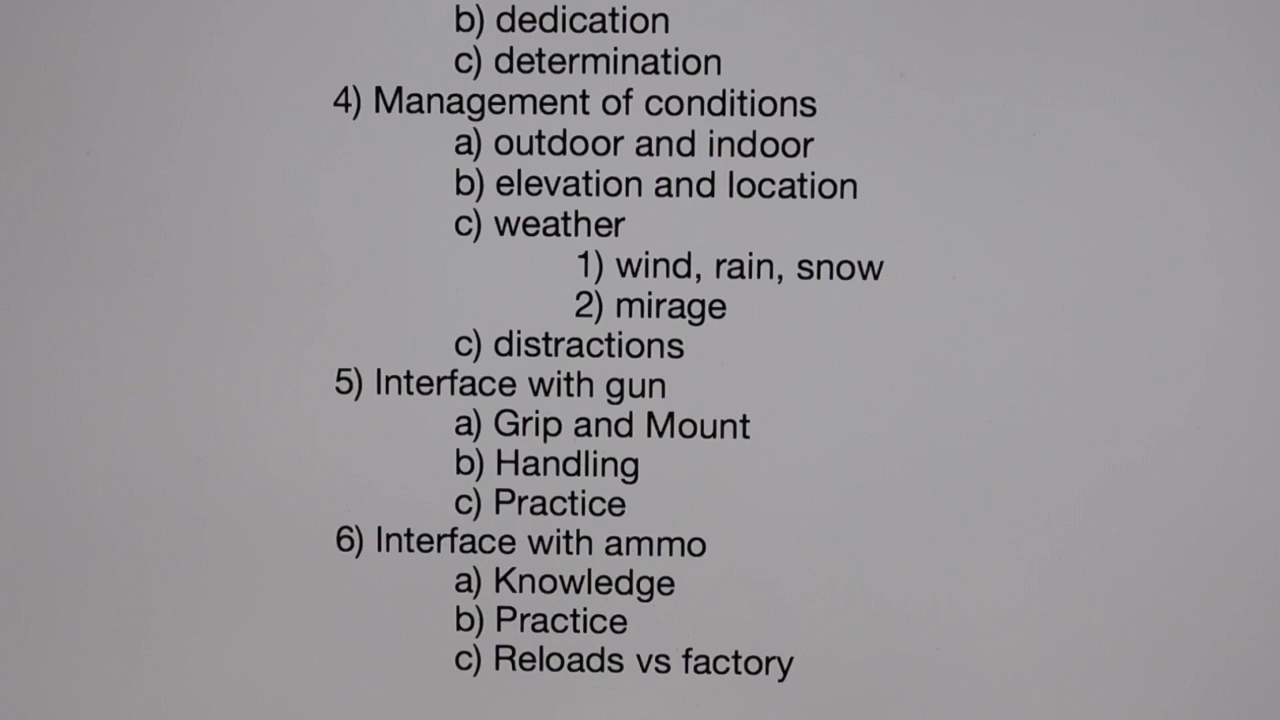 b) dedication
c) determination
4) Management of conditions
a) outdoor and indoor
b) elevation and location
c) weather
1) wind, rain, snow
2) mirage
c) distractions
5) Interface with gun
a) Grip and Mount
b) Handling
c) Practice
6) Interface with ammo
a) Knowledge
b) Practice
c) Reloads vs factory